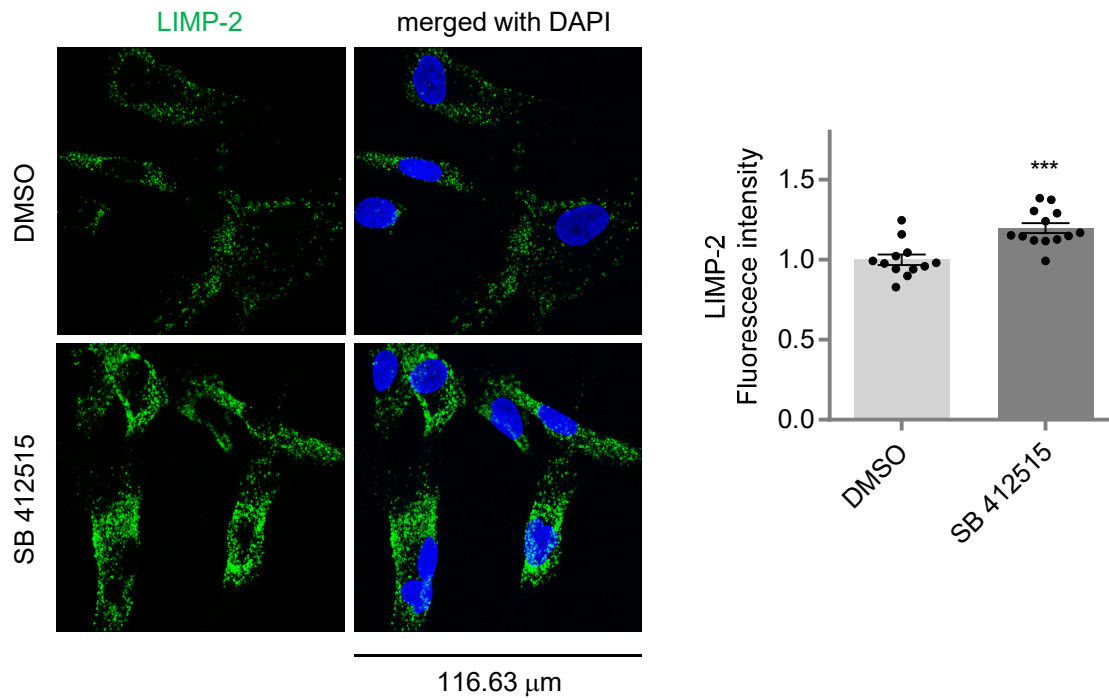 LIMP-2
merged with DAPI
DMSO
SB 412515
116.63 μm
LIMP-2
Fluorescece intensity
1.5
1.0
0.5
0.0
***
DMSO
SB 412515